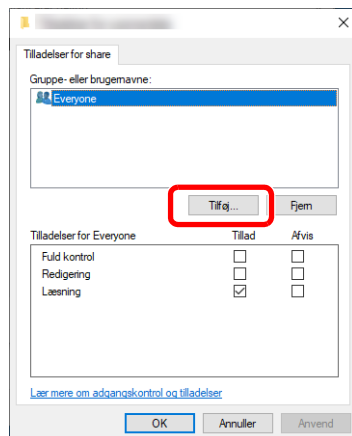 Tilladelser for share
Gruppe- eller brugernavne:
Everyone
Tilføj...
Fjern
Tilladelser for Everyone Tillad Afvis
Fuld kontrol
Redigering
Læsning
Lær mere om adgangskontrol og tilladelser
OK Annuller Anvend